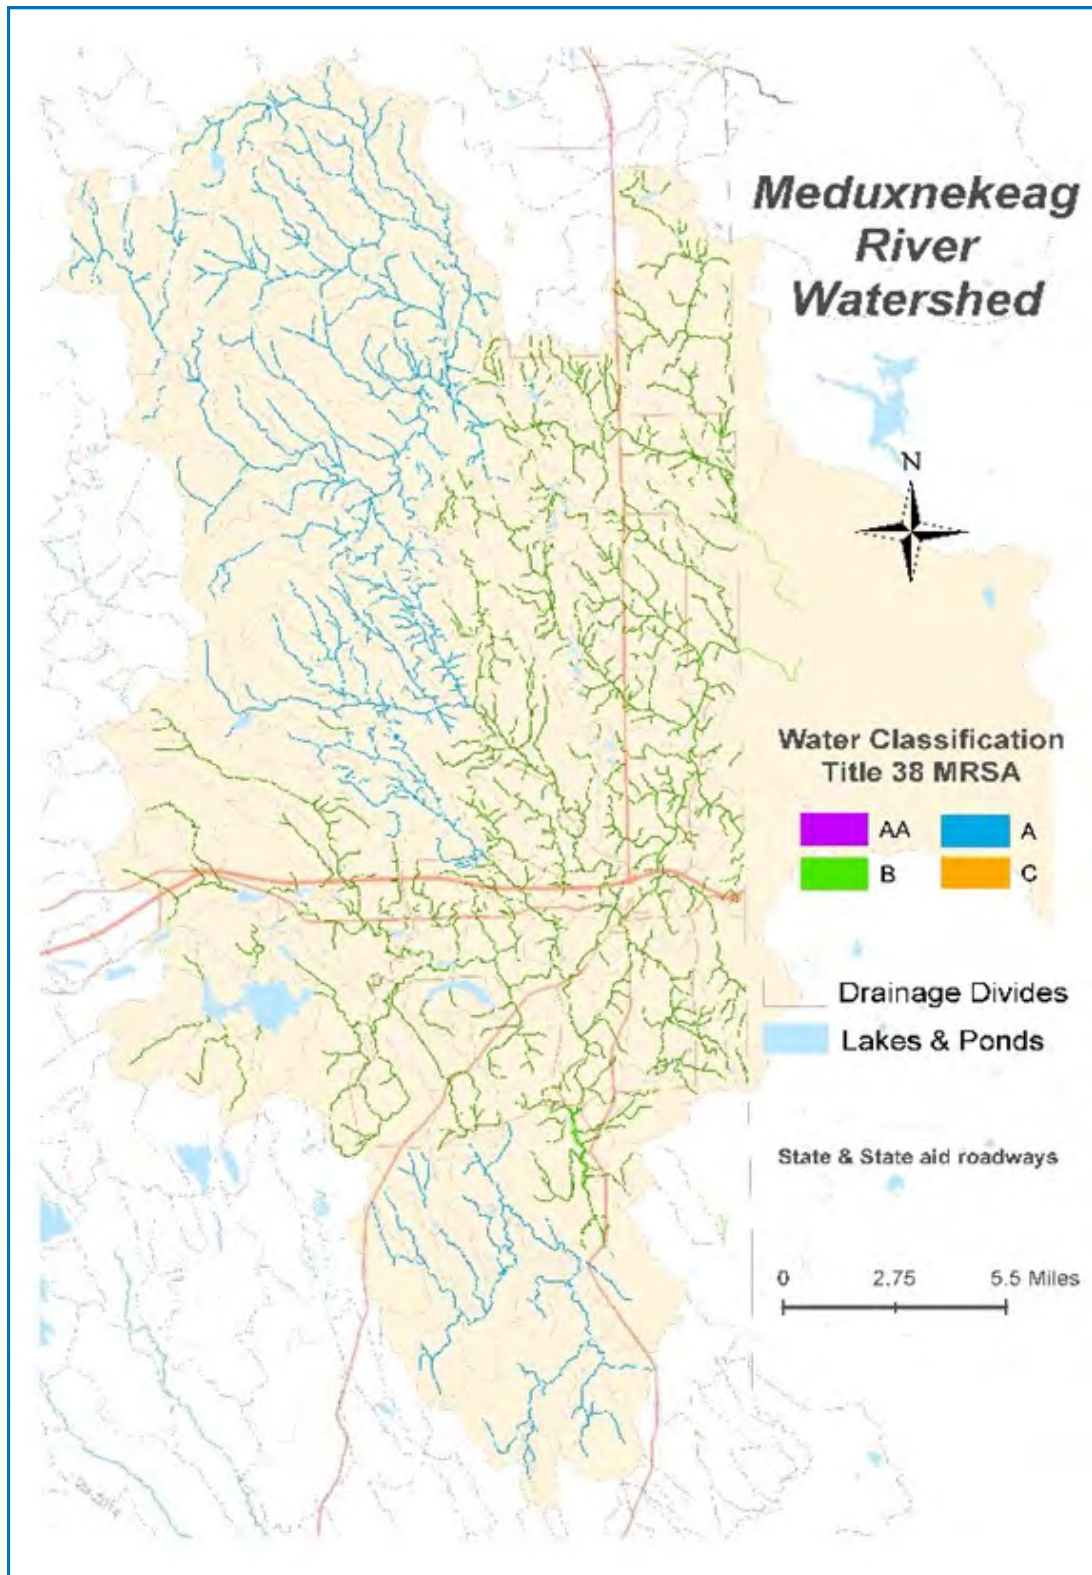 Meduxnekeag
River
Watershed
N
Water Classification
Title 38 MRSA
AA
A
B
C
Drainage Divides
Lakes & Ponds
State & State aid roadways
0 2.75 5.5 Miles